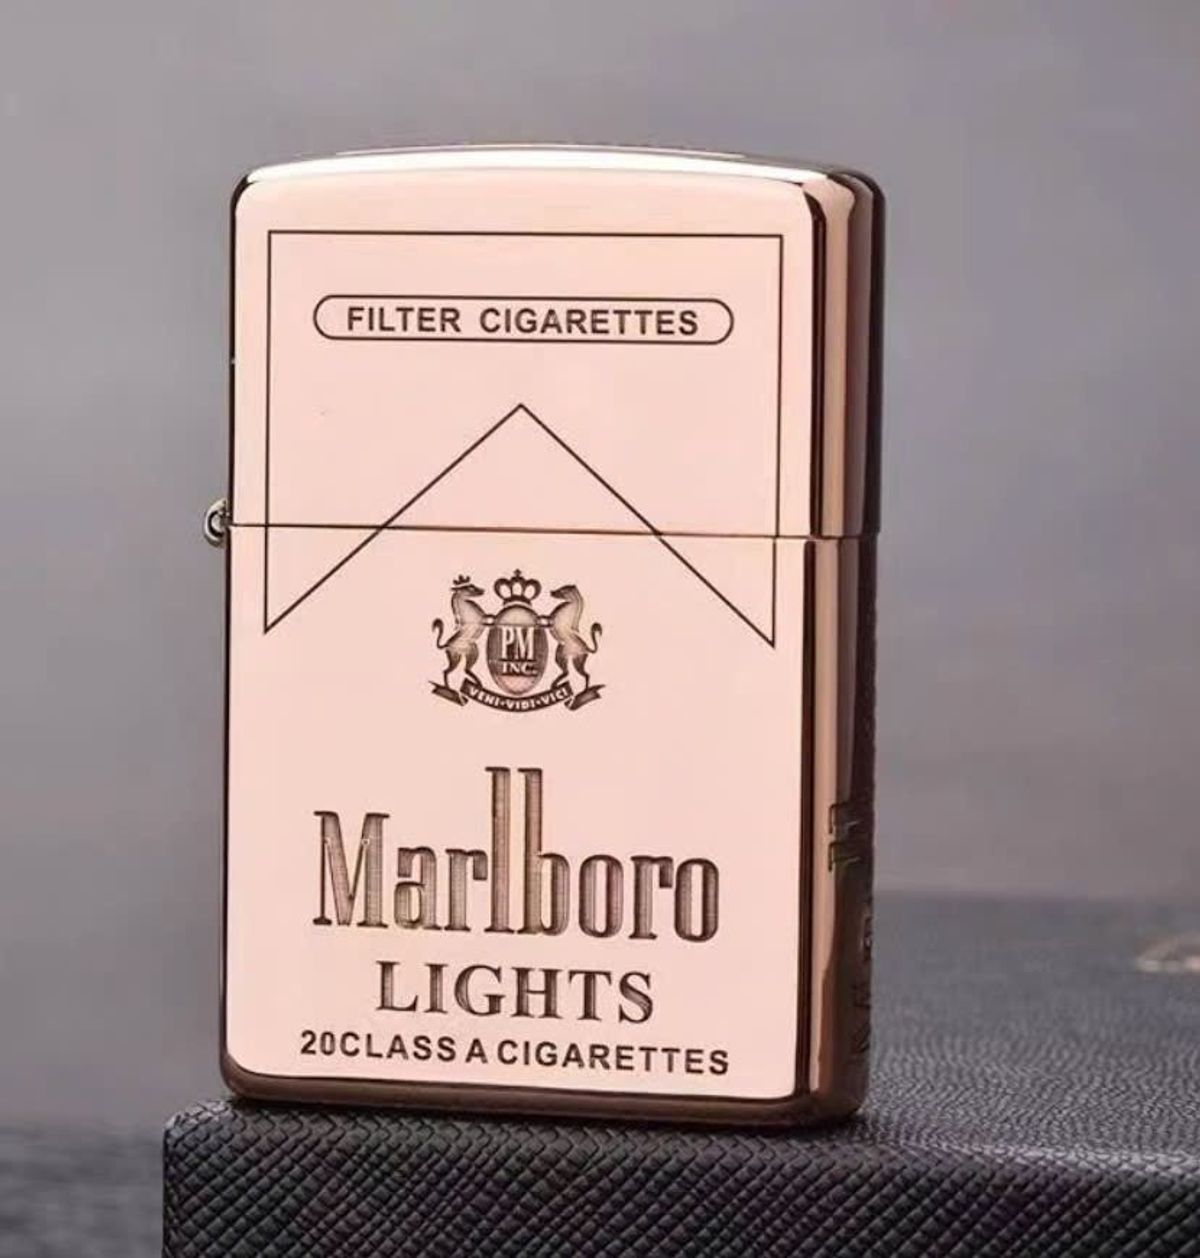 FILTER CIGARETTES
PM
INC.
VENI·VIDI·VICI
Marlboro
LIGHTS
20CLASS A CIGARETTES